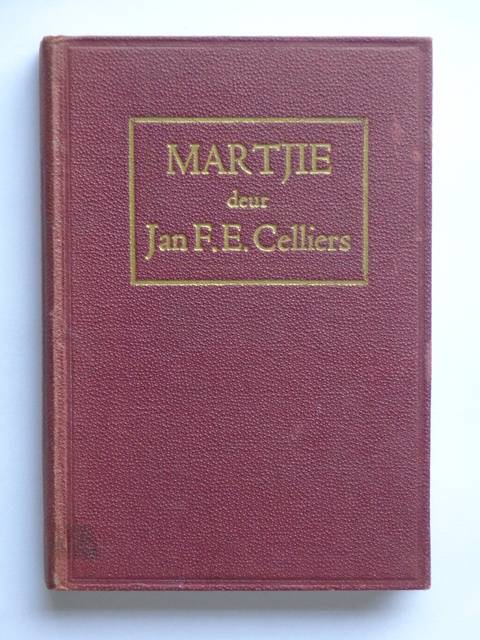 MARTJIE
deur
Jan F. E. Celliers